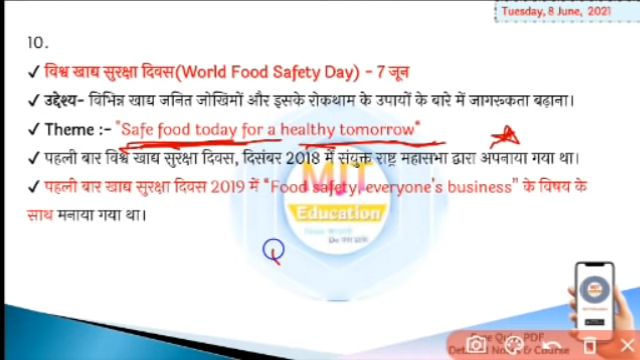 Tuesday, 8 June, 2021
10.
✓ विश्व खाद्य सुरक्षा दिवस(World Food Safety Day) - 7 जून
✓ उद्देश्य- विभिन्न खाद्य जनित जोखिमों और इसके रोकथाम के उपायों के बारे में जागरूकता बढ़ाना।
✓ Theme :- "Safe food today for a healthy tomorrow"
✓ पहली बार विश्व खाद्य सुरक्षा दिवस, दिसंबर 2018 में संयुक्त राष्ट्र महासभा द्वारा अपनाया गया था।
✓ पहली बार खाद्य सुरक्षा दिवस 2019 में "Food safety, everyone's business" के विषय के
साथ मनाया गया था।
MJT
Education